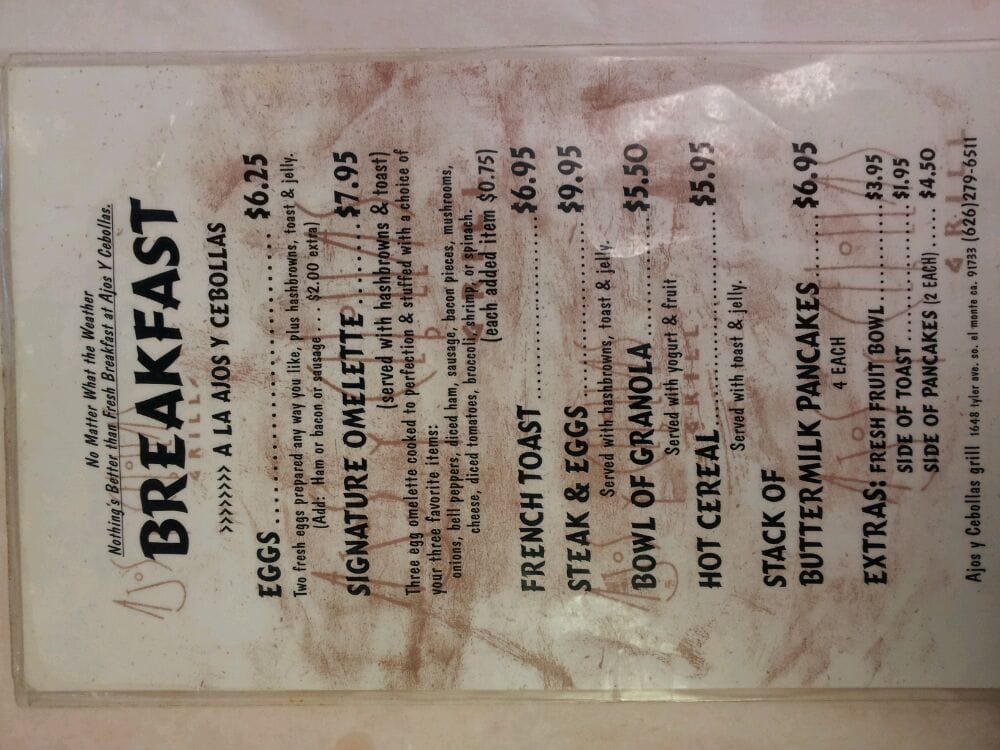 No Matter What the Weather
Nothing's Better than Fresh Breakfast at Ajos Y Cebollas.
BREAKFAST
>>>>>>>> A LA AJOS Y CEBOLLAS
EGGS........................... $6.25
Two fresh eggs prepared any way you like, plus hashbrowns, toast & jelly.
(Add: Ham or bacon or sausage .... $2.00 extra)
SIGNATURE OMELETTE.......... $7.95
(served with hashbrowns & toast)
Three egg omelette cooked to perfection & stuffed with a choice of
your three favorite items:
onions, bell peppers, diced ham, sausage, bacon pieces, mushrooms,
cheese, diced tomatoes, broccoli, shrimp, or spinach.
(each added item $0.75)
FRENCH TOAST...................... $6.95
STEAK & EGGS...................... $9.95
Served with hashbrowns, toast & jelly.
BOWL OF GRANOLA............... $5.50
Served with yogurt & fruit
HOT CEREAL......................... $5.95
Served with toast & jelly.
STACK OF
BUTTERMILK PANCAKES......... $6.95
4 EACH
EXTRAS: FRESH FRUIT BOWL........... $3.95
SIDE OF TOAST.................. $1.95
SIDE OF PANCAKES (2 EACH).... $4.50
Ajos y Cebollas grill 1648 tyler ave. so. el monte ca. 91733 (626)279-6511